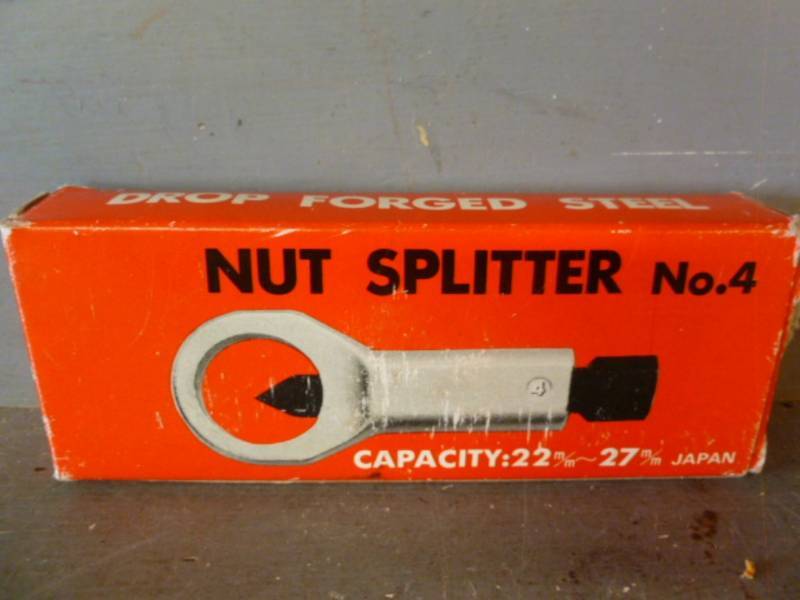 DROP FORGED STEEL
NUT SPLITTER No.4
4
CAPACITY:22m/m~27m/m JAPAN